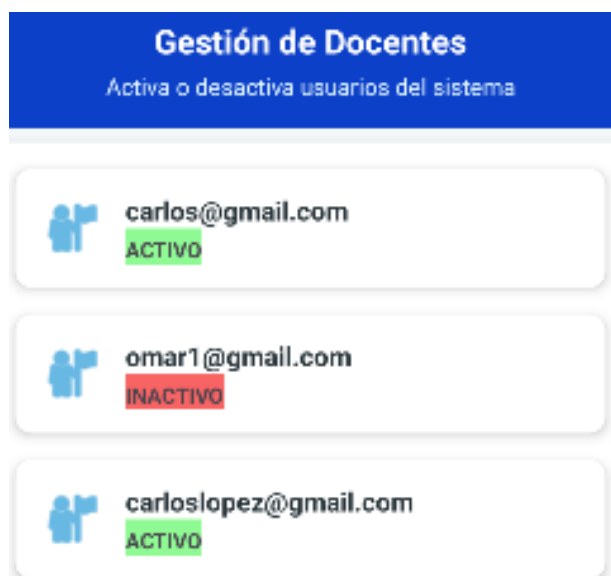 Gestión de Docentes
Activa o desactiva usuarios del sistema
carlos@gmail.com
ACTIVO
omar1@gmail.com
INACTIVO
carloslopez@gmail.com
ACTIVO